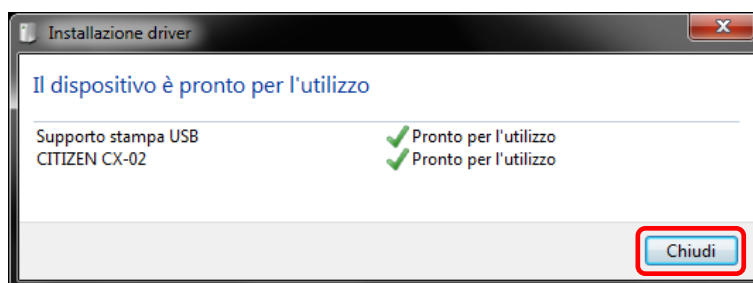 Installazione driver
Il dispositivo è pronto per l'utilizzo
Supporto stampa USB Pronto per l'utilizzo
CITIZEN CX-02 Pronto per l'utilizzo
Chiudi